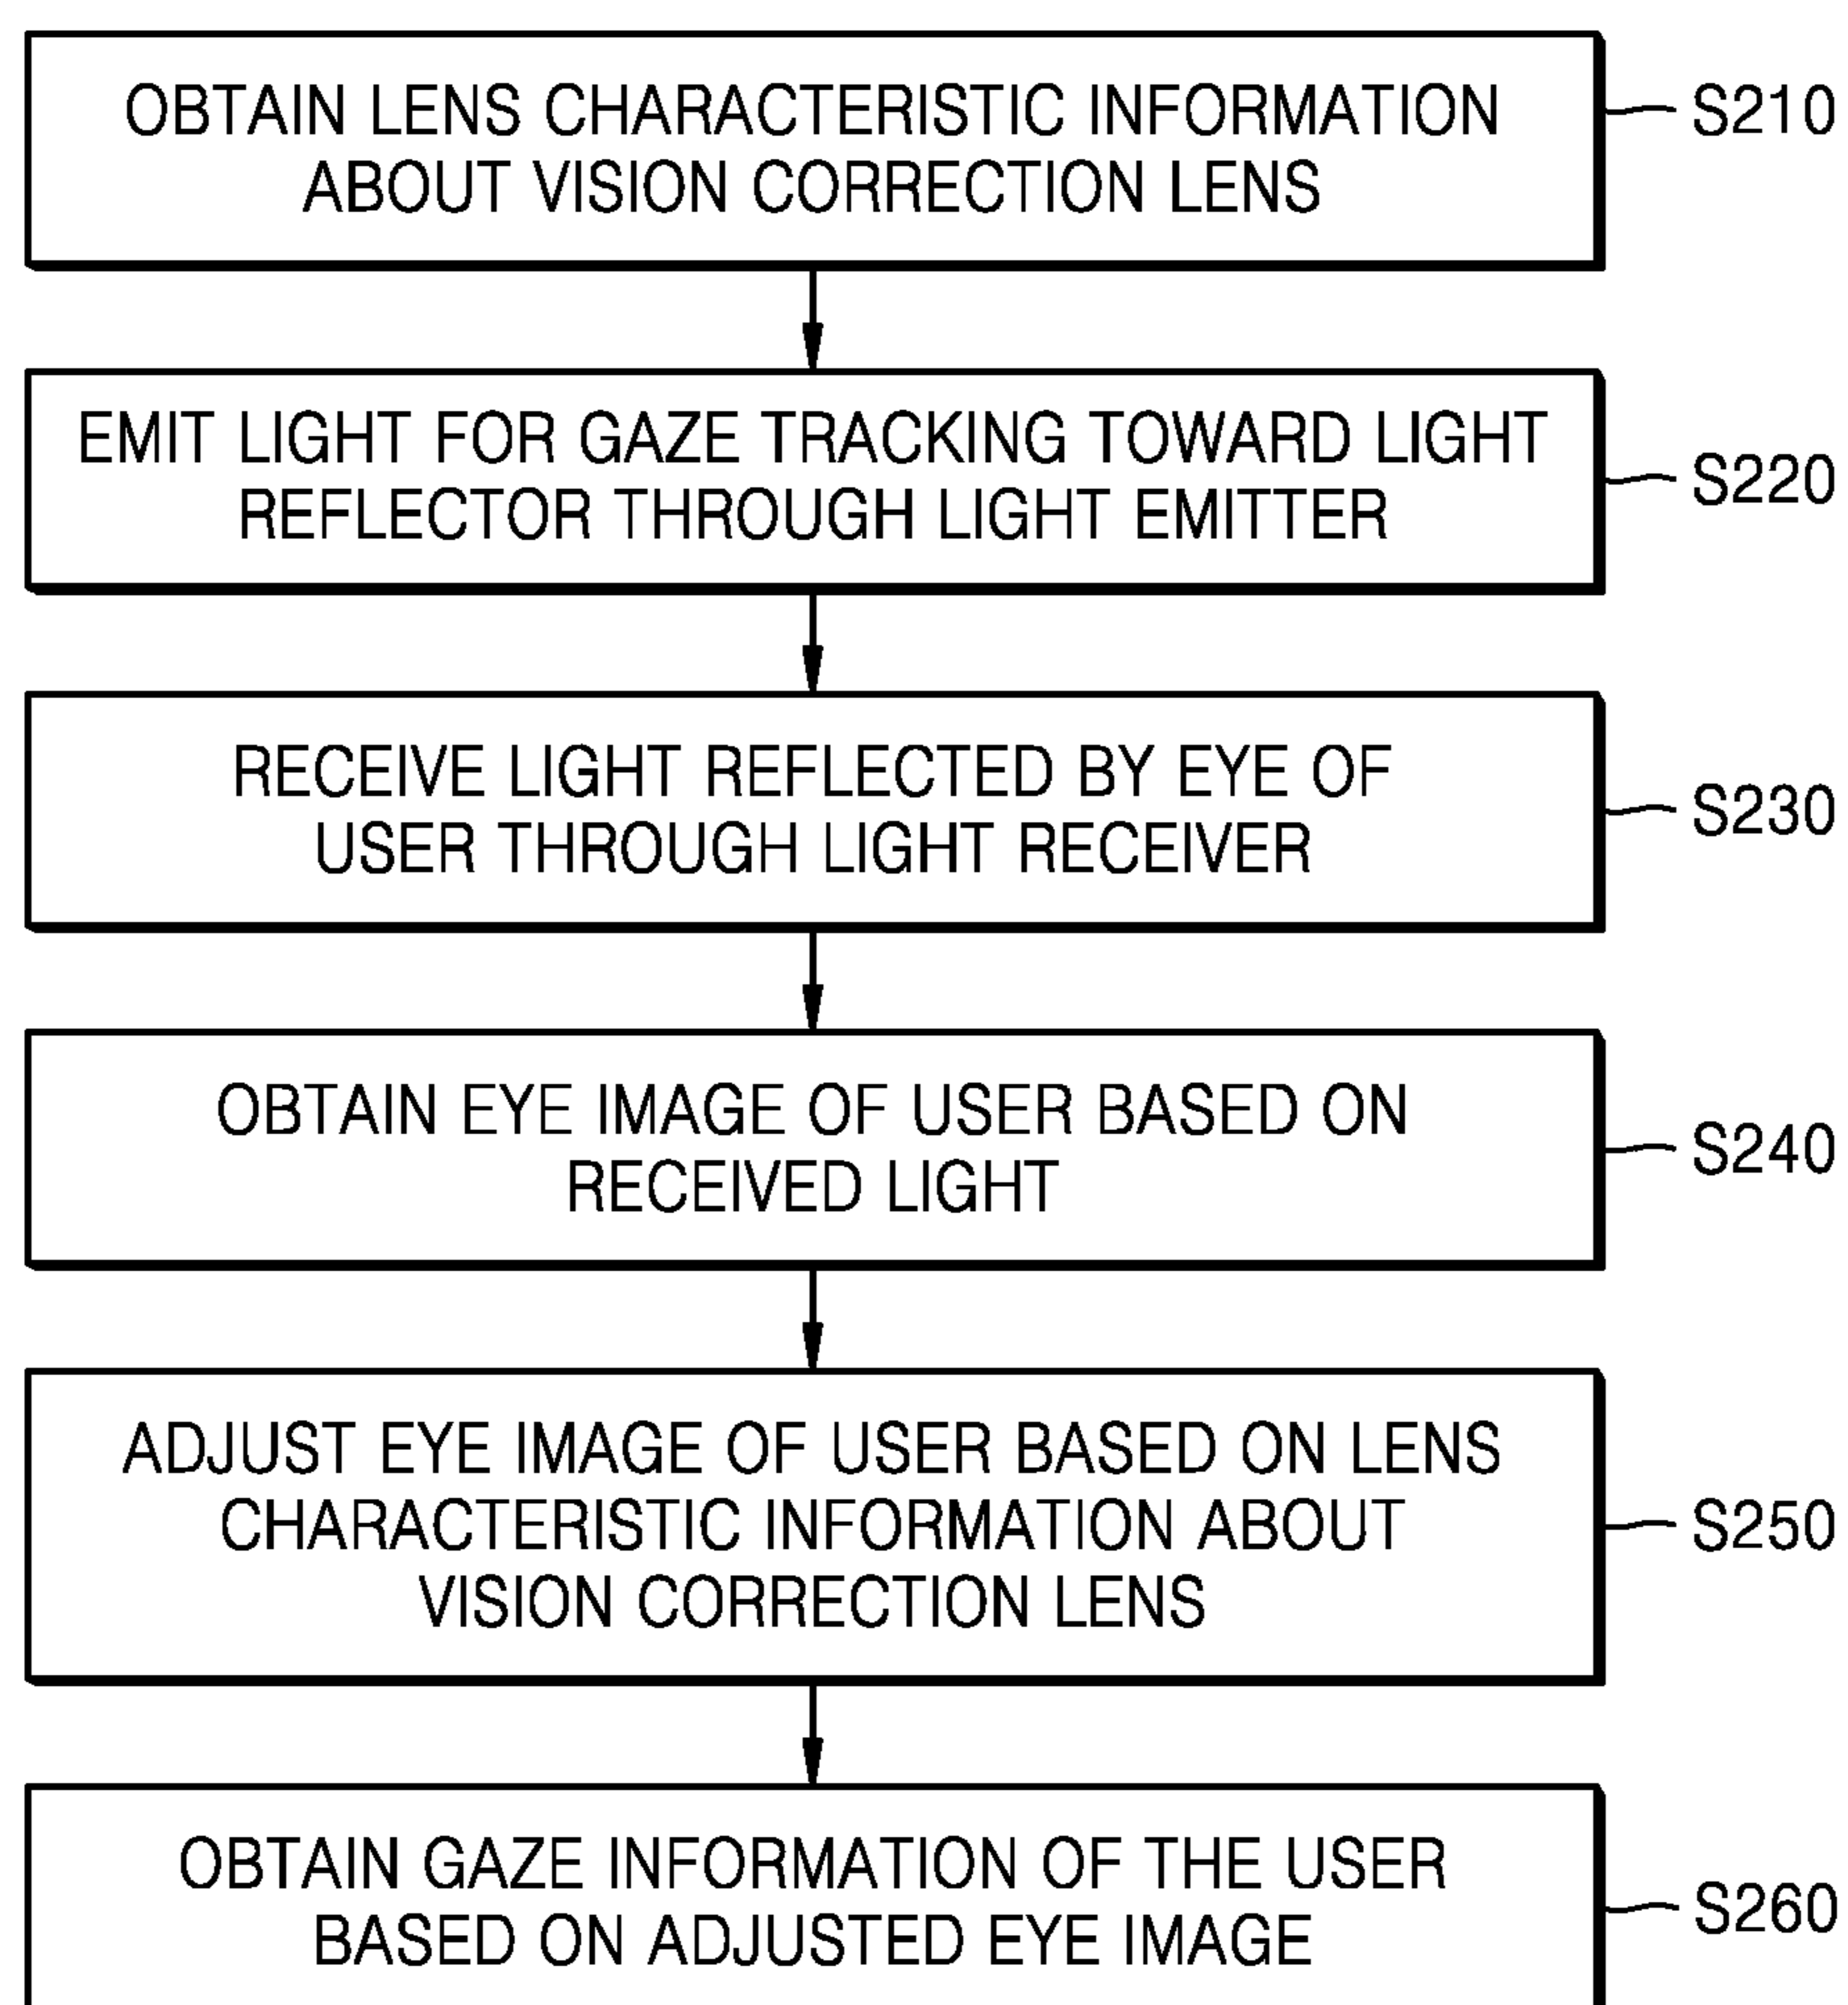 OBTAIN LENS CHARACTERISTIC INFORMATION
ABOUT VISION CORRECTION LENS
S210
EMIT LIGHT FOR GAZE TRACKING TOWARD LIGHT
REFLECTOR THROUGH LIGHT EMITTER
S220
RECEIVE LIGHT REFLECTED BY EYE OF
USER THROUGH LIGHT RECEIVER
S230
OBTAIN EYE IMAGE OF USER BASED ON
RECEIVED LIGHT
S240
ADJUST EYE IMAGE OF USER BASED ON LENS
CHARACTERISTIC INFORMATION ABOUT
VISION CORRECTION LENS
S250
OBTAIN GAZE INFORMATION OF THE USER
BASED ON ADJUSTED EYE IMAGE
S260